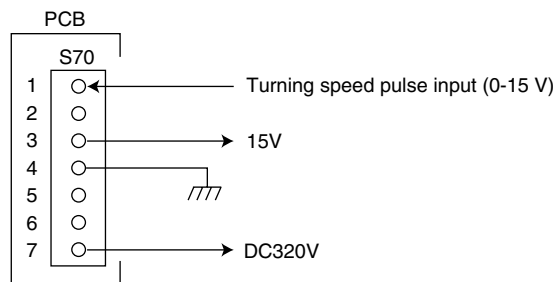 PCB
S70
1 Turning speed pulse input (0-15 V)
2
3 15V
4
5
6
7 DC320V